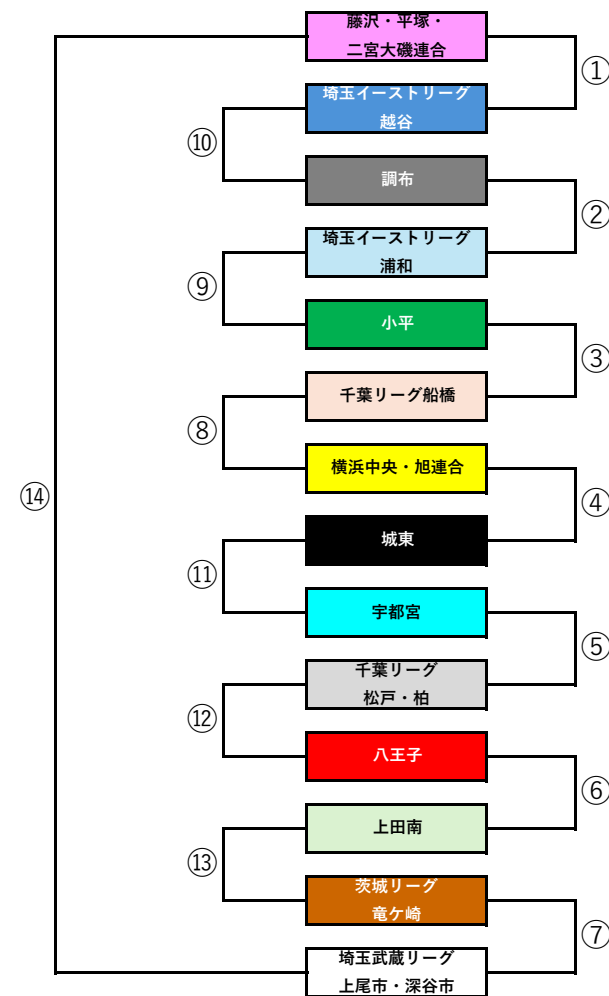 藤沢・平塚・
二宮大磯連合
①
埼玉イーストリーグ
越谷
⑩
調布
②
埼玉イーストリーグ
浦和
⑨
小平
③
千葉リーグ船橋
⑧
横浜中央・旭連合
④
⑭
城東
⑪
宇都宮
⑤
千葉リーグ
松戸・柏
⑫
八王子
⑥
上田南
⑬
茨城リーグ
竜ケ崎
⑦
埼玉武蔵リーグ
上尾市・深谷市